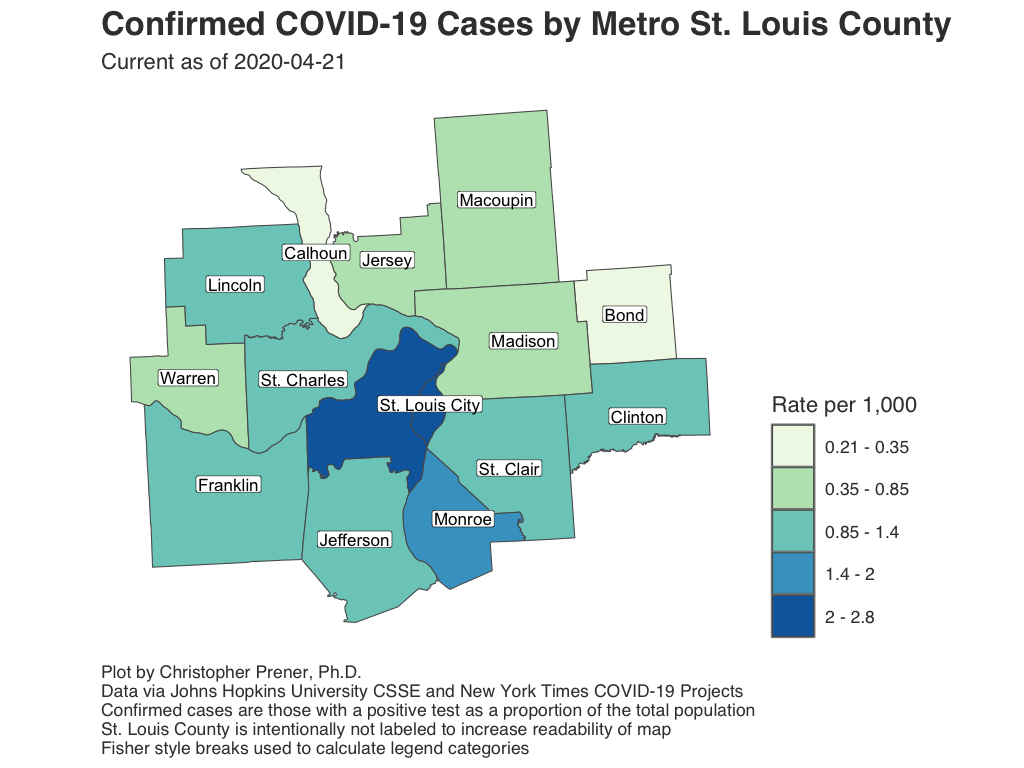 Confirmed COVID-19 Cases by Metro St. Louis County
Current as of 2020-04-21
Macoupin
Calhoun
Jersey
Lincoln
Bond
Madison
Warren
St. Charles
St. Louis City
Clinton
St. Clair
Franklin
Monroe
Jefferson
Rate per 1,000
0.21 - 0.35
0.35 - 0.85
0.85 - 1.4
1.4 - 2
2 - 2.8
Plot by Christopher Prener, Ph.D.
Data via Johns Hopkins University CSSE and New York Times COVID-19 Projects
Confirmed cases are those with a positive test as a proportion of the total population
St. Louis County is intentionally not labeled to increase readability of map
Fisher style breaks used to calculate legend categories